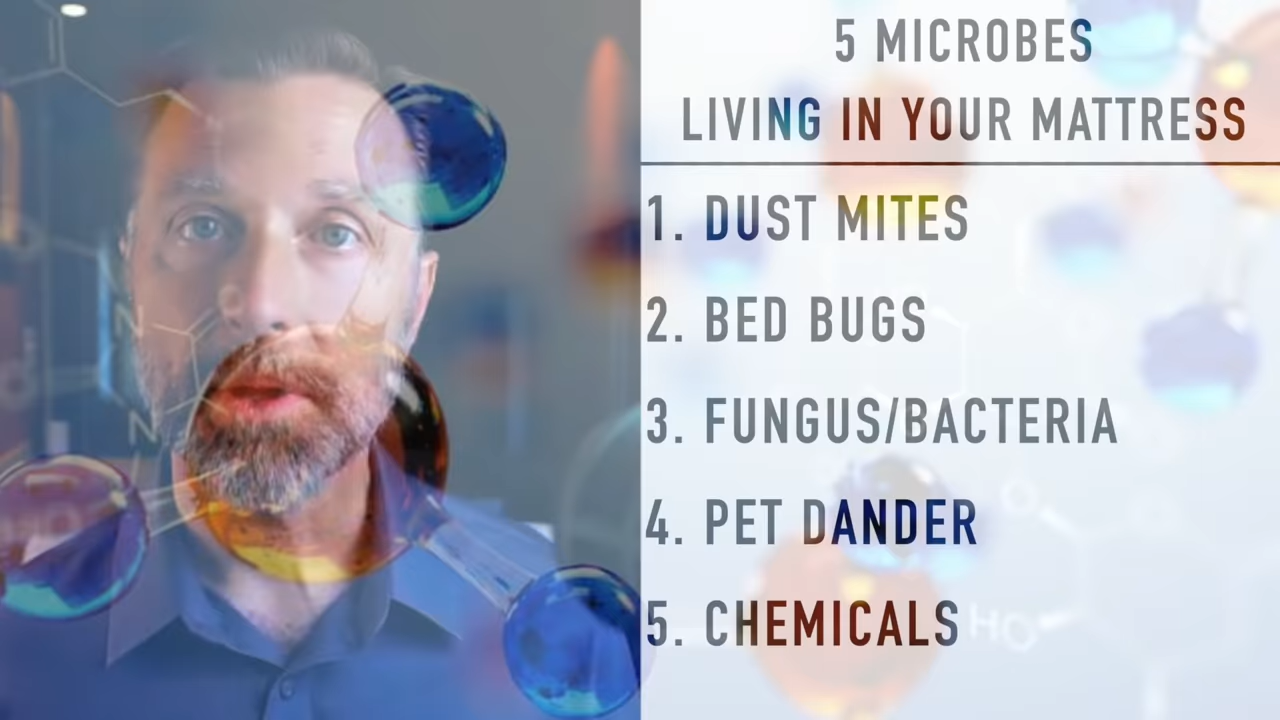 5 MICROBES
LIVING IN YOUR MATTRESS
1. DUST MITES
2. BED BUGS
3. FUNGUS/BACTERIA
4. PET DANDER
5. CHEMICALS
HO
N
N